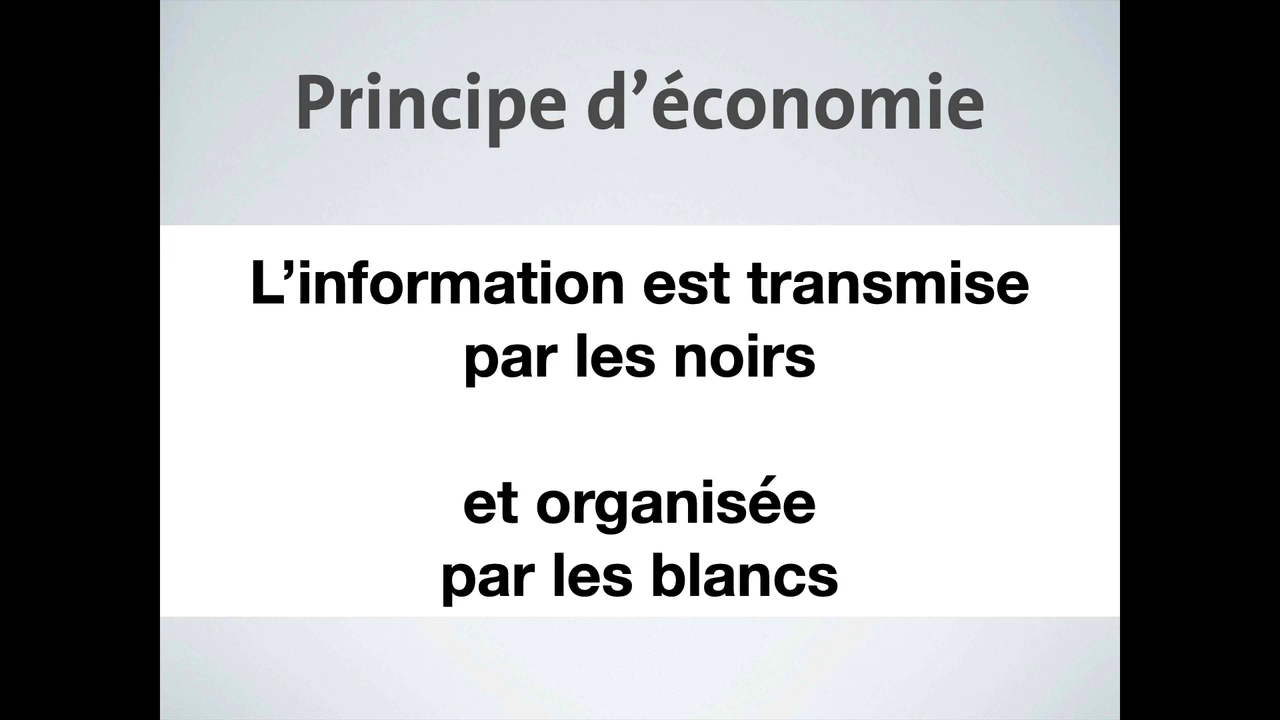 Principe d’économie
L’information est transmise
par les noirs
et organisée
par les blancs